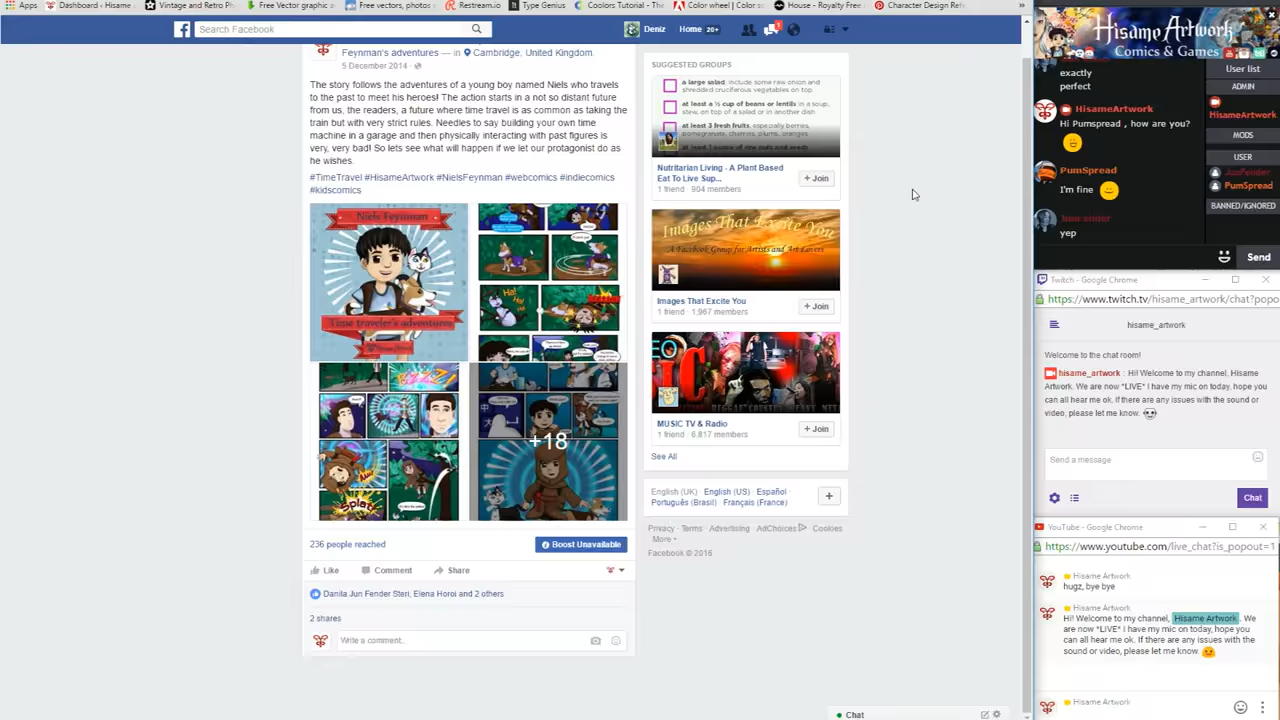 Apps
Dashboard - Hisame
Vintage and Retro P
Free Vector graphic
Free vectors, photos
Restream.io
Type Genius
Coolors Tutorial - Th
Color wheel | Color s
House - Royalty Free
Character Design Ref
»
Search Facebook
Deniz
Home 20+
Feynman's adventures — in Cambridge, United Kingdom.
5 December 2014 ·
The story follows the adventures of a young boy named Niels who travels
to the past to meet his heroes! The action starts in a not so distant future
from us, the readers, a future where time travel is as common as taking the
train but with very strict rules. Needles to say building your own time
machine in a garage and then physically interacting with past figures is
very, very bad! So lets see what will happen if we let our protagonist do as
he wishes.
#TimeTravel #HisameArtwork #NielsFeynman #webcomics #indiecomics
#kidscomics
Niels Feynman
Time traveler's adventures
Ha!
Ha!
Splat!
+18
236 people reached
Boost Unavailable
Like
Comment
Share
Danila Jun Fender Steri, Elena Horoi and 2 others
2 shares
Write a comment..
SUGGESTED GROUPS
a large salad, include some raw onion and
shredded cruciferous vegetables on top
at least a ½ cup of beans or lentils in a soup,
stew, on top of a salad or in another dish
at least 3 fresh fruits, especially berries,
pomegranate, cherries, plums, oranges
Nutritarian Living - A Plant Based
Eat To Live Sup...
1 friend · 904 members
+ Join
Images That Excite You
A Facebook Group for Artists and Art Lovers
Images That Excite You
1 friend · 1,967 members
+ Join
MUSIC TV & Radio
1 friend · 6,817 members
+ Join
See All
English (UK) · English (US) · Español ·
Português (Brasil) · Français (France)
+
Privacy · Terms · Advertising · AdChoices · Cookies ·
More
Facebook © 2016
Chat
Hisame Artwork
Comics & Games
exactly
perfect
HisameArtwork
Hi Pumspread , how are you?
PumSpread
I'm fine
yep
User list
ADMIN
HisameArtwork
MODS
USER
JunFender
PumSpread
BANNED/IGNORED
Send
Twitch - Google Chrome
https://www.twitch.tv/hisame_artwork/chat?popo
hisame_artwork
Welcome to the chat room!
hisame_artwork : Hi! Welcome to my channel, Hisame
Artwork. We are now *LIVE* I have my mic on today, hope you
can all hear me ok. If there are any issues with the sound or
video, please let me know.
Send a message
Chat
YouTube - Google Chrome
https://www.youtube.com/live_chat?is_popout=1
Hisame Artwork
hugz, bye bye
Hisame Artwork
Hi! Welcome to my channel, Hisame Artwork. We
are now *LIVE* I have my mic on today, hope you
can all hear me ok. If there are any issues with the
sound or video, please let me know.
Hisame Artwork